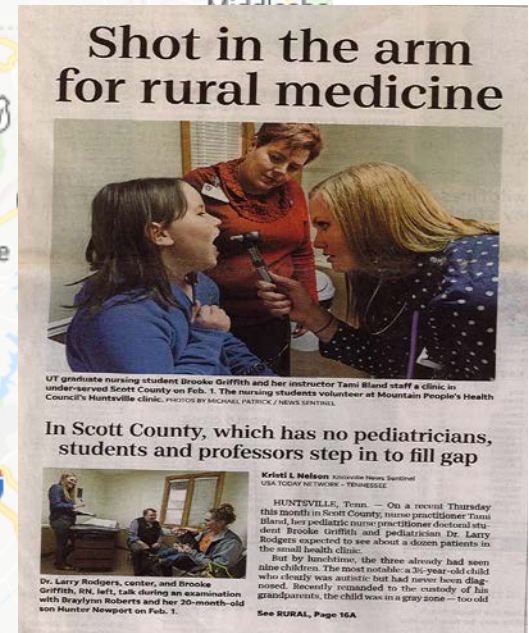 Shot in the arm
for rural medicine
UT graduate nursing student Brooke Griffith and her instructor Tami Bland staff a clinic in
under-served Scott County on Feb. 1. The nursing students volunteer at Mountain People's Health
Council's Huntsville clinic. PHOTOS BY MICHAEL PATRICK / NEWS SENTINEL
In Scott County, which has no pediatricians,
students and professors step in to fill gap
Dr. Larry Rodgers, center, and Brooke
Griffith, RN, left, talk during an examination
with Braylynn Roberts and her 20-month-old
son Hunter Newport on Feb. 1.
Kristi L Nelson Knoxville News Sentinel
USA TODAY NETWORK – TENNESSEE
HUNTSVILLE, Tenn. — On a recent Thursday
this month in Scott County, nurse practitioner Tami
Bland, her pediatric nurse practitioner doctoral stu-
dent Brooke Griffith and pediatrician Dr. Larry
Rodgers expected to see about a dozen patients in
the small health clinic.
But by lunchtime, the three already had seen
nine children. The most notable: a 3½-year-old child
who clearly was autistic but had never been diag-
nosed. Recently remanded to the custody of his
grandparents, the child was in a gray zone — too old
See RURAL, Page 16A